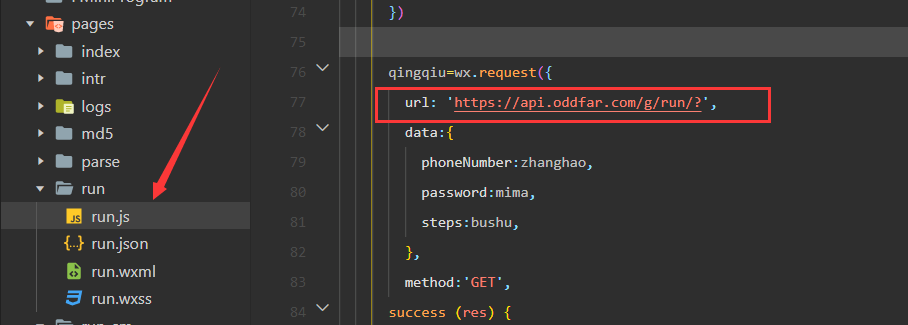 74 })
pages
75
index
76 qingqiu=wx.request({
intr
77 url: 'https://api.oddfar.com/g/run/?',
logs
78 data:{
md5
79 phoneNumber:zhanghao,
parse
80 password:mima,
run
81 steps:bushu,
JS run.js
{..} run.json
82 },
run.wxml
83 method:'GET',
run.wxss
84 success (res) {